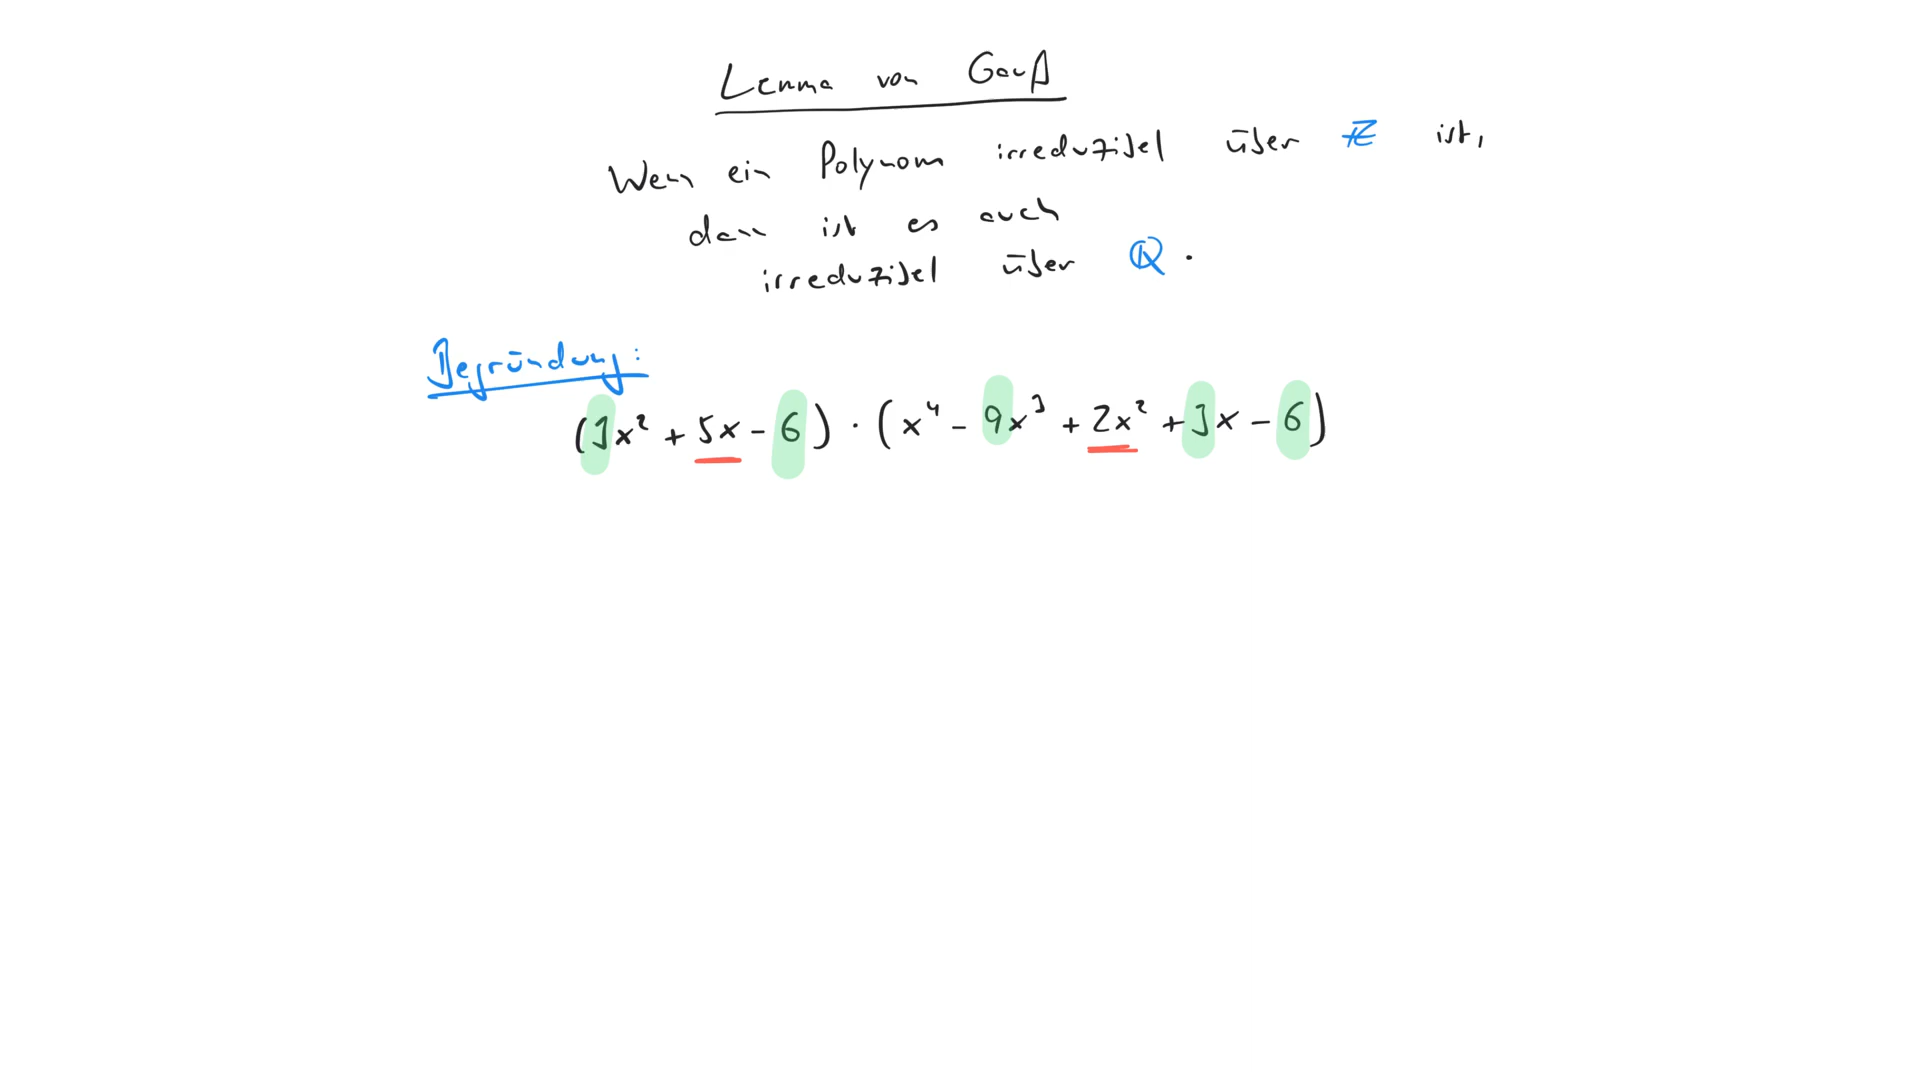 Lemma von Gauß
Wenn ein Polynom irreduzibel über ℤ ist,
dann ist es auch
irreduzibel über ℚ.
Begründung:
(3x² + 5x - 6) · (x⁴ - 9x³ + 2x² + 3x - 6)